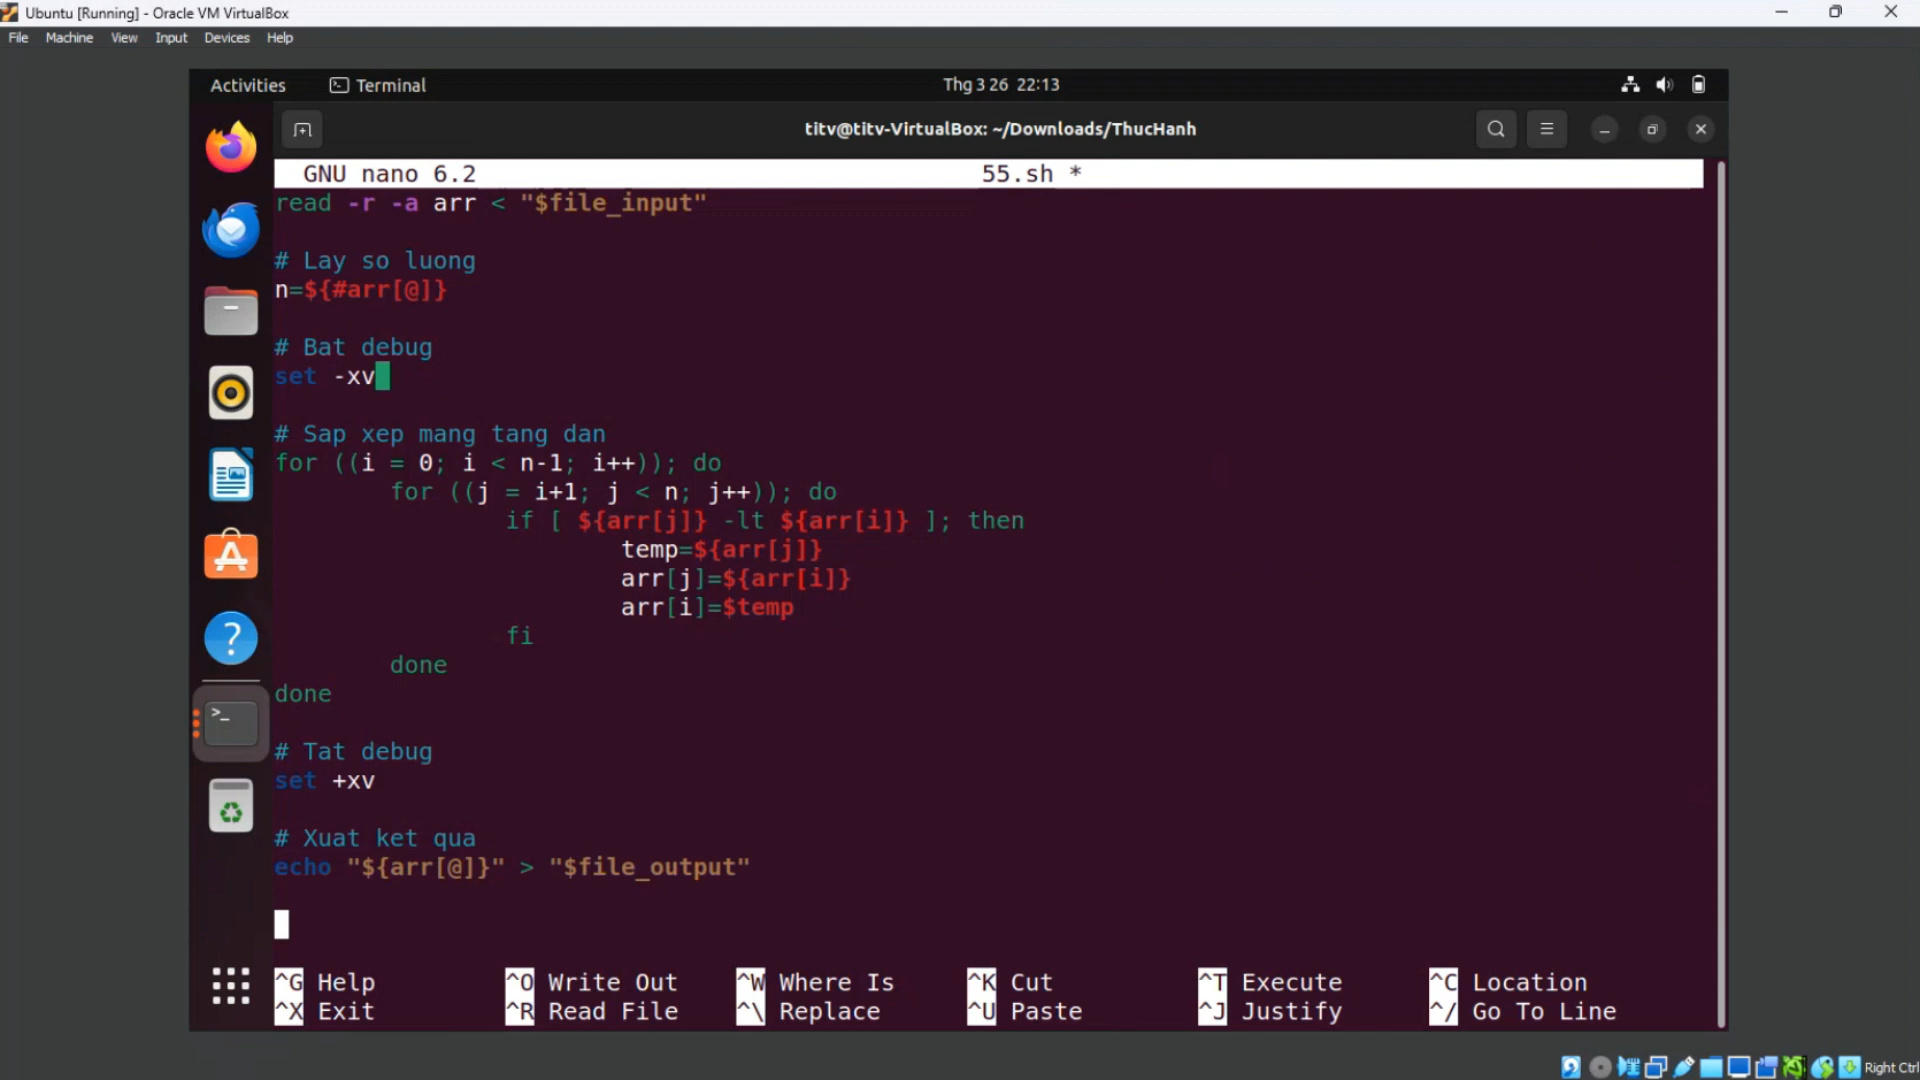 Ubuntu [Running] - Oracle VM VirtualBox
File Machine View Input Devices Help
Activities Terminal Thg 3 26 22:13
titv@titv-VirtualBox: ~/Downloads/ThucHanh
GNU nano 6.2 55.sh *
read -r -a arr < "$file_input"
# Lay so luong
n=${#arr[@]}
# Bat debug
set -xv
# Sap xep mang tang dan
for ((i = 0; i < n-1; i++)); do
for ((j = i+1; j < n; j++)); do
if [ ${arr[j]} -lt ${arr[i]} ]; then
temp=${arr[j]}
arr[j]=${arr[i]}
arr[i]=$temp
fi
done
done
# Tat debug
set +xv
# Xuat ket qua
echo "${arr[@]}" > "$file_output"
^G Help ^O Write Out ^W Where Is ^K Cut ^T Execute ^C Location
^X Exit ^R Read File ^\ Replace ^U Paste ^J Justify ^/ Go To Line
Right Ctrl